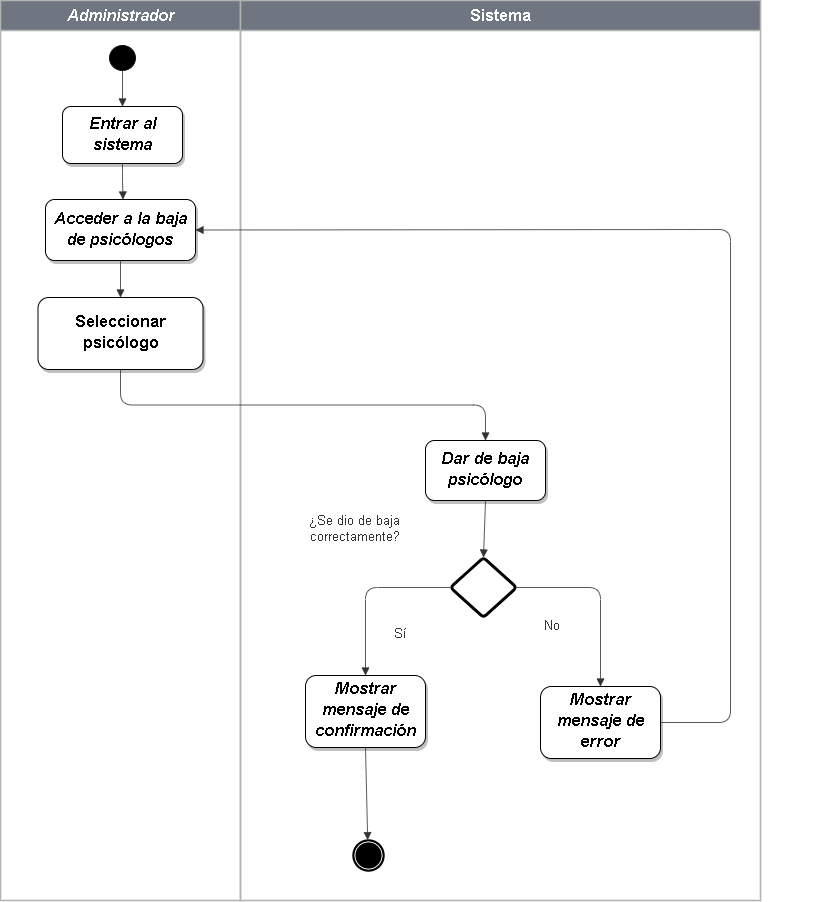 Administrador
Sistema
Entrar al
sistema
Acceder a la baja
de psicólogos
Seleccionar
psicólogo
Dar de baja
psicólogo
¿Se dio de baja
correctamente?
Sí
No
Mostrar
mensaje de
confirmación
Mostrar
mensaje de
error